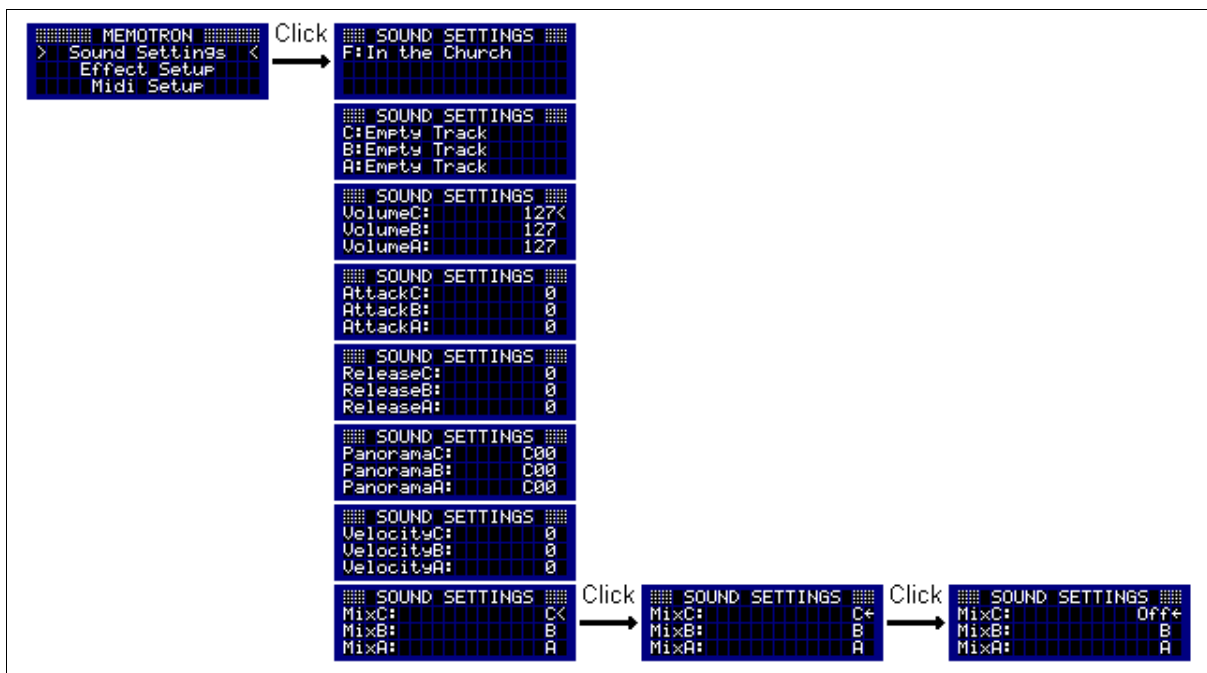 MEMOTRON
> Sound Settings <
Effect Setup
Midi Setup
Click
SOUND SETTINGS
F:In the Church
SOUND SETTINGS
C:Empty Track
B:Empty Track
A:Empty Track
SOUND SETTINGS
VolumeC: 127<
VolumeB: 127
VolumeA: 127
SOUND SETTINGS
AttackC: 0
AttackB: 0
AttackA: 0
SOUND SETTINGS
ReleaseC: 0
ReleaseB: 0
ReleaseA: 0
SOUND SETTINGS
PanoramaC: C00
PanoramaB: C00
PanoramaA: C00
SOUND SETTINGS
VelocityC: 0
VelocityB: 0
VelocityA: 0
SOUND SETTINGS
MixC: C<
MixB: B
MixA: A
Click
SOUND SETTINGS
MixC: C←
MixB: B
MixA: A
Click
SOUND SETTINGS
MixC: Off←
MixB: B
MixA: A